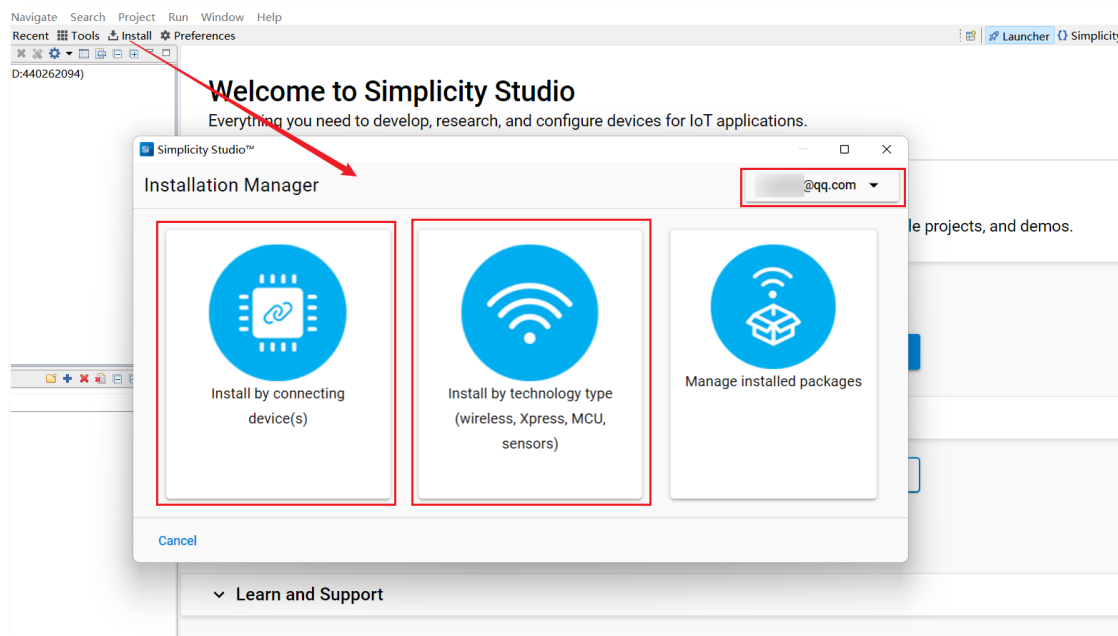 Navigate Search Project Run Window Help
Recent Tools Install Preferences
Launcher Simplicity
D:440262094)
Welcome to Simplicity Studio
Everything you need to develop, research, and configure devices for IoT applications.
Si Simplicity Studio™
Installation Manager
@qq.com
le projects, and demos.
Install by connecting
device(s)
Install by technology type
(wireless, Xpress, MCU,
sensors)
Manage installed packages
Cancel
Learn and Support